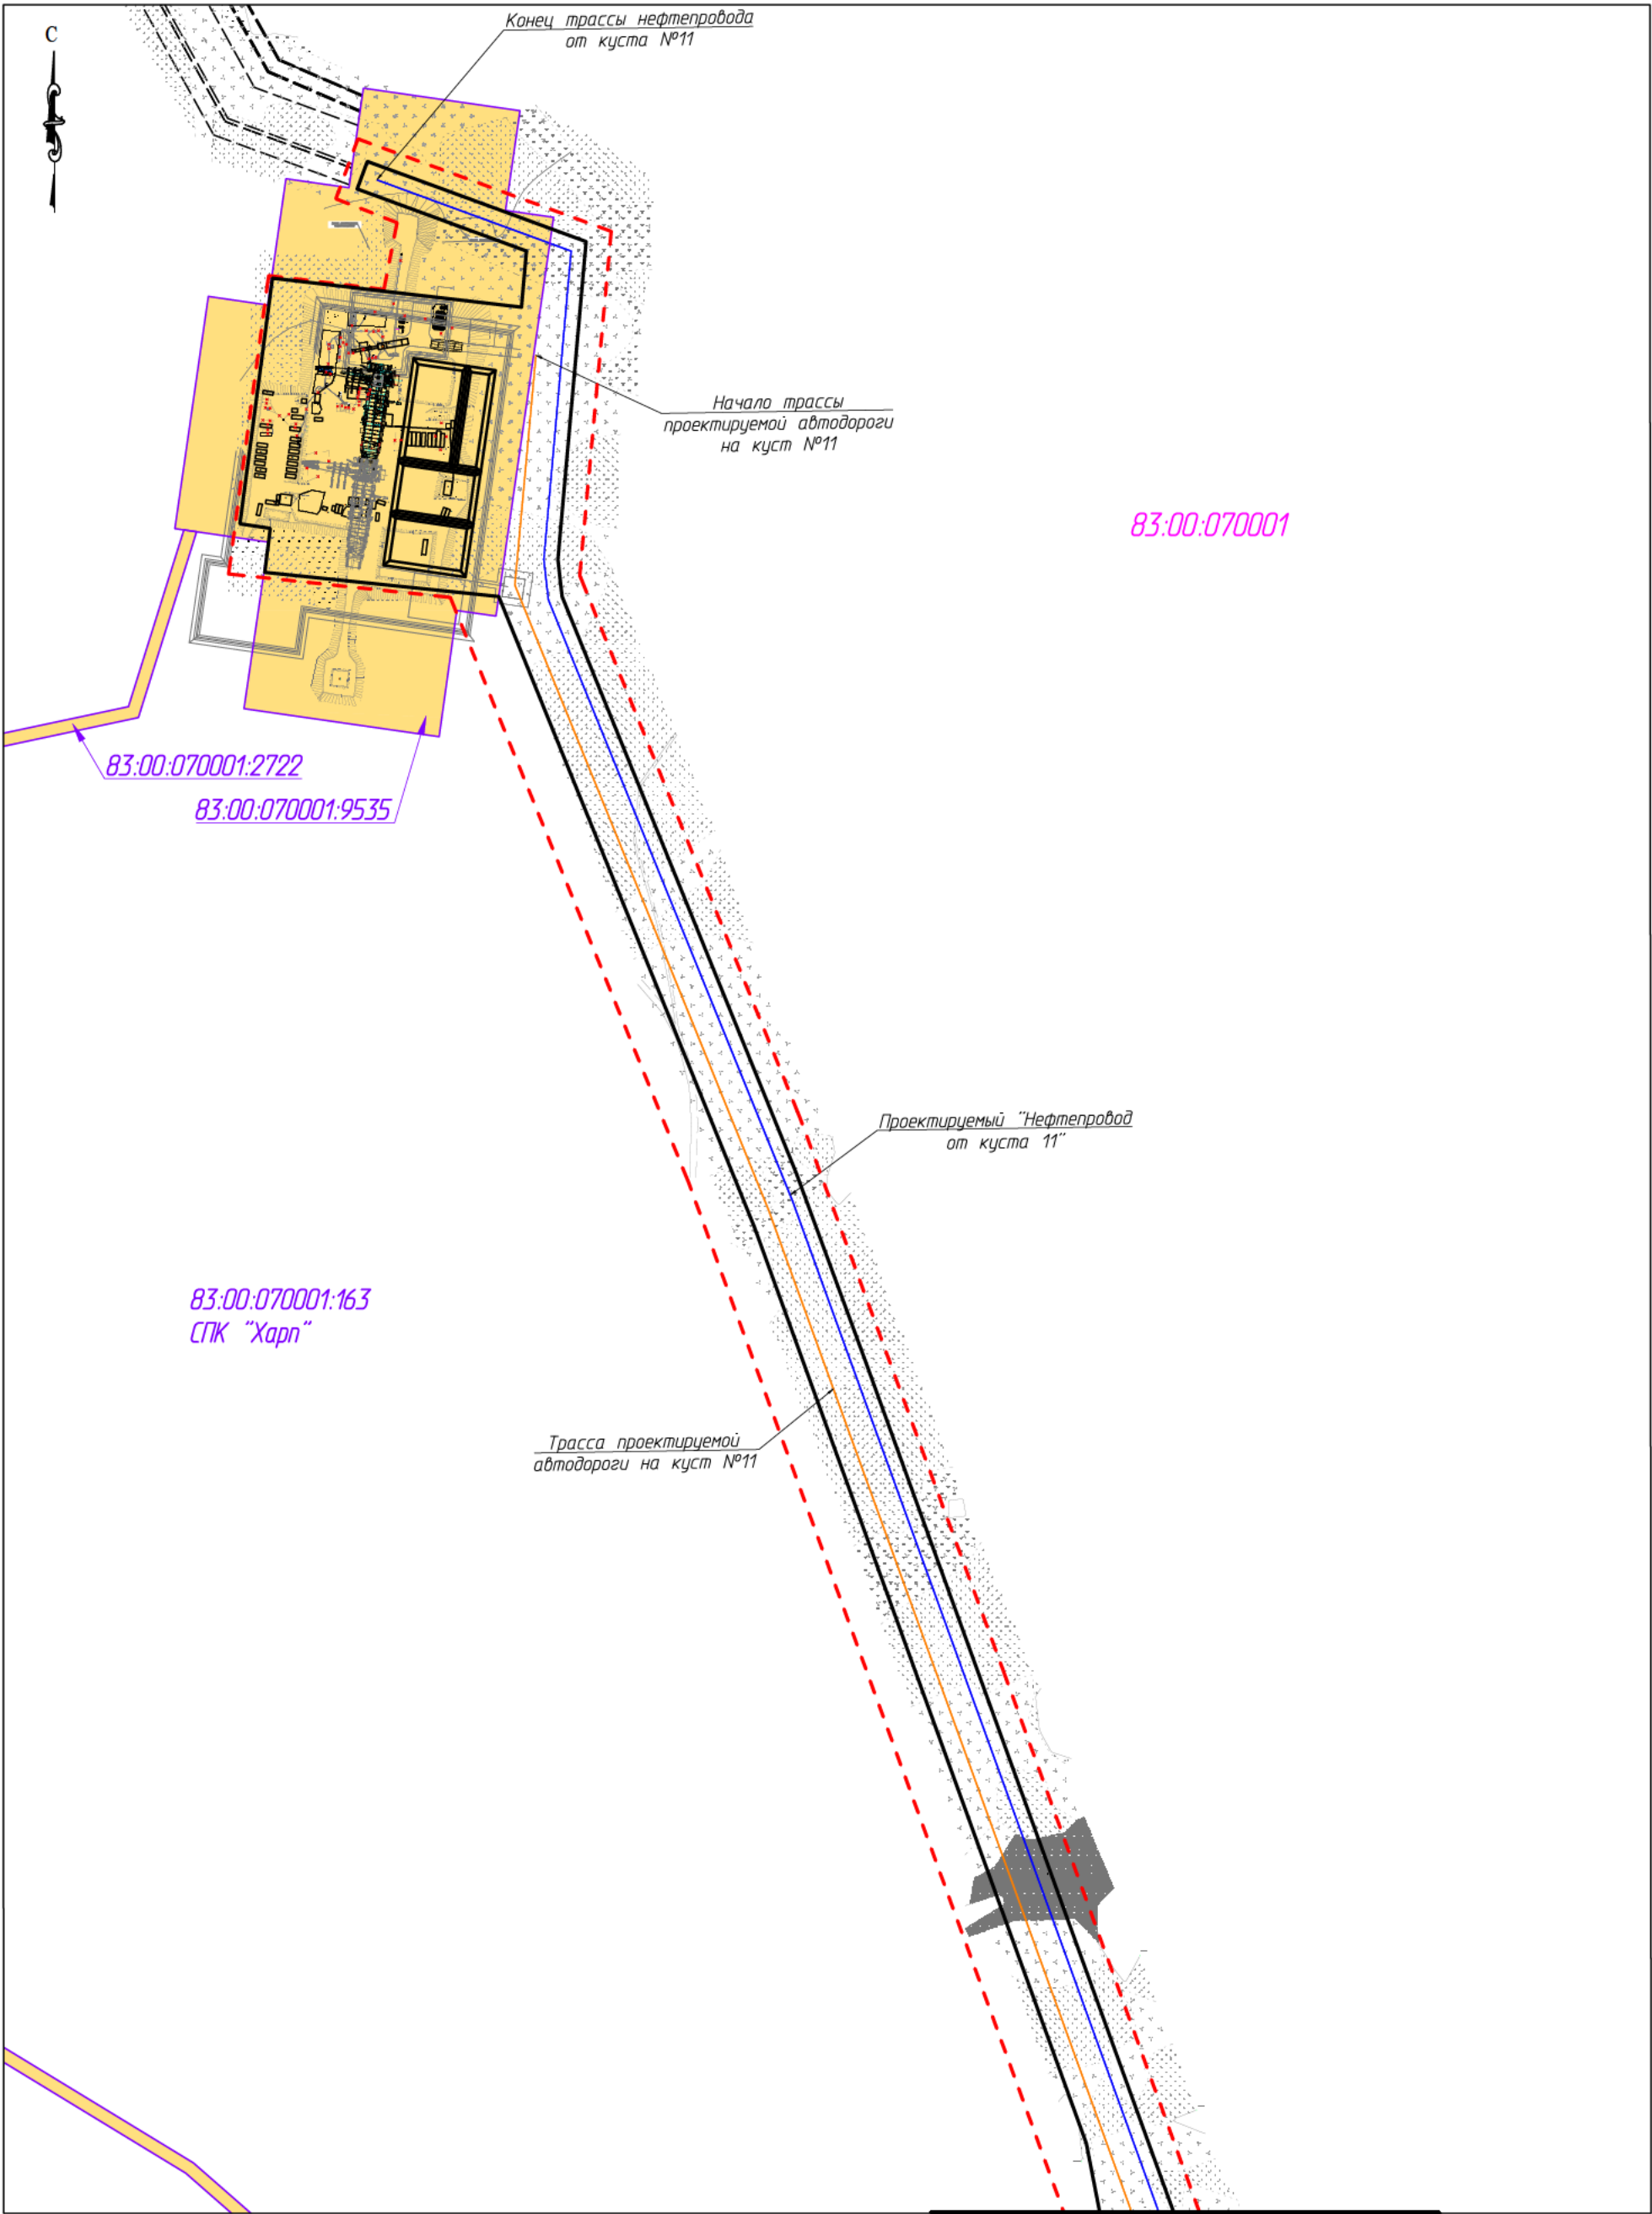 С
Конец трассы нефтепровода
от куста №11
Начало трассы
проектируемой автодороги
на куст №11
83:00:070001
83:00:070001:2722
83:00:070001:9535
Проектируемый "Нефтепровод
от куста 11"
83:00:070001:163
СПК "Харп"
Трасса проектируемой
автодороги на куст №11